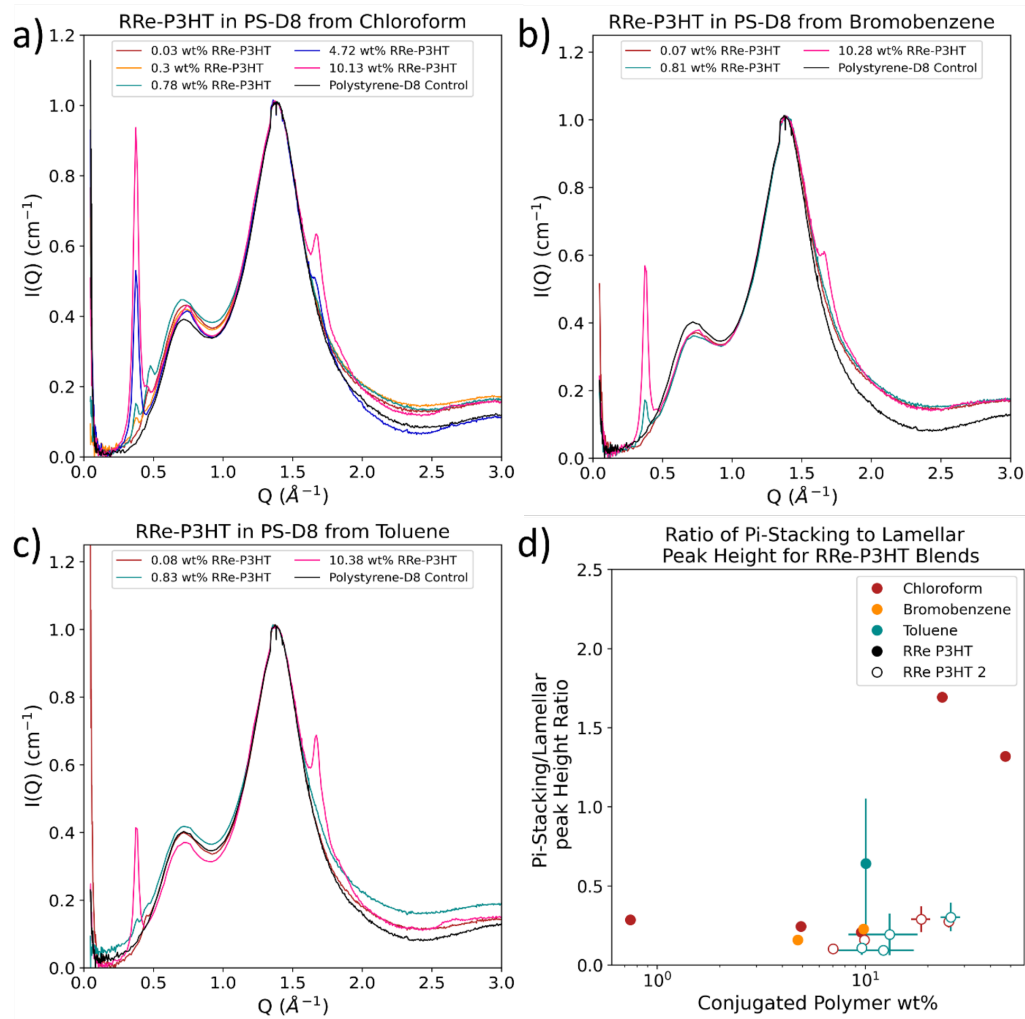 a)
RRe-P3HT in PS-D8 from Chloroform
0.03 wt% RRe-P3HT
0.3 wt% RRe-P3HT
0.78 wt% RRe-P3HT
4.72 wt% RRe-P3HT
10.13 wt% RRe-P3HT
Polystyrene-D8 Control
1.2
1.0
0.8
0.6
0.4
0.2
0.0
I(Q) (cm⁻¹)
0.0 0.5 1.0 1.5 2.0 2.5 3.0
Q (Å⁻¹)
b)
RRe-P3HT in PS-D8 from Bromobenzene
0.07 wt% RRe-P3HT
0.81 wt% RRe-P3HT
10.28 wt% RRe-P3HT
Polystyrene-D8 Control
1.2
1.0
0.8
0.6
0.4
0.2
0.0
I(Q) (cm⁻¹)
0.0 0.5 1.0 1.5 2.0 2.5 3.0
Q (Å⁻¹)
c)
RRe-P3HT in PS-D8 from Toluene
0.08 wt% RRe-P3HT
0.83 wt% RRe-P3HT
10.38 wt% RRe-P3HT
Polystyrene-D8 Control
1.2
1.0
0.8
0.6
0.4
0.2
0.0
I(Q) (cm⁻¹)
0.0 0.5 1.0 1.5 2.0 2.5 3.0
Q (Å⁻¹)
d)
Ratio of Pi-Stacking to Lamellar
Peak Height for RRe-P3HT Blends
Chloroform
Bromobenzene
Toluene
RRe P3HT
RRe P3HT 2
2.5
2.0
1.5
1.0
0.5
0.0
Pi-Stacking/Lamellar
peak Height Ratio
10⁰ 10¹
Conjugated Polymer wt%